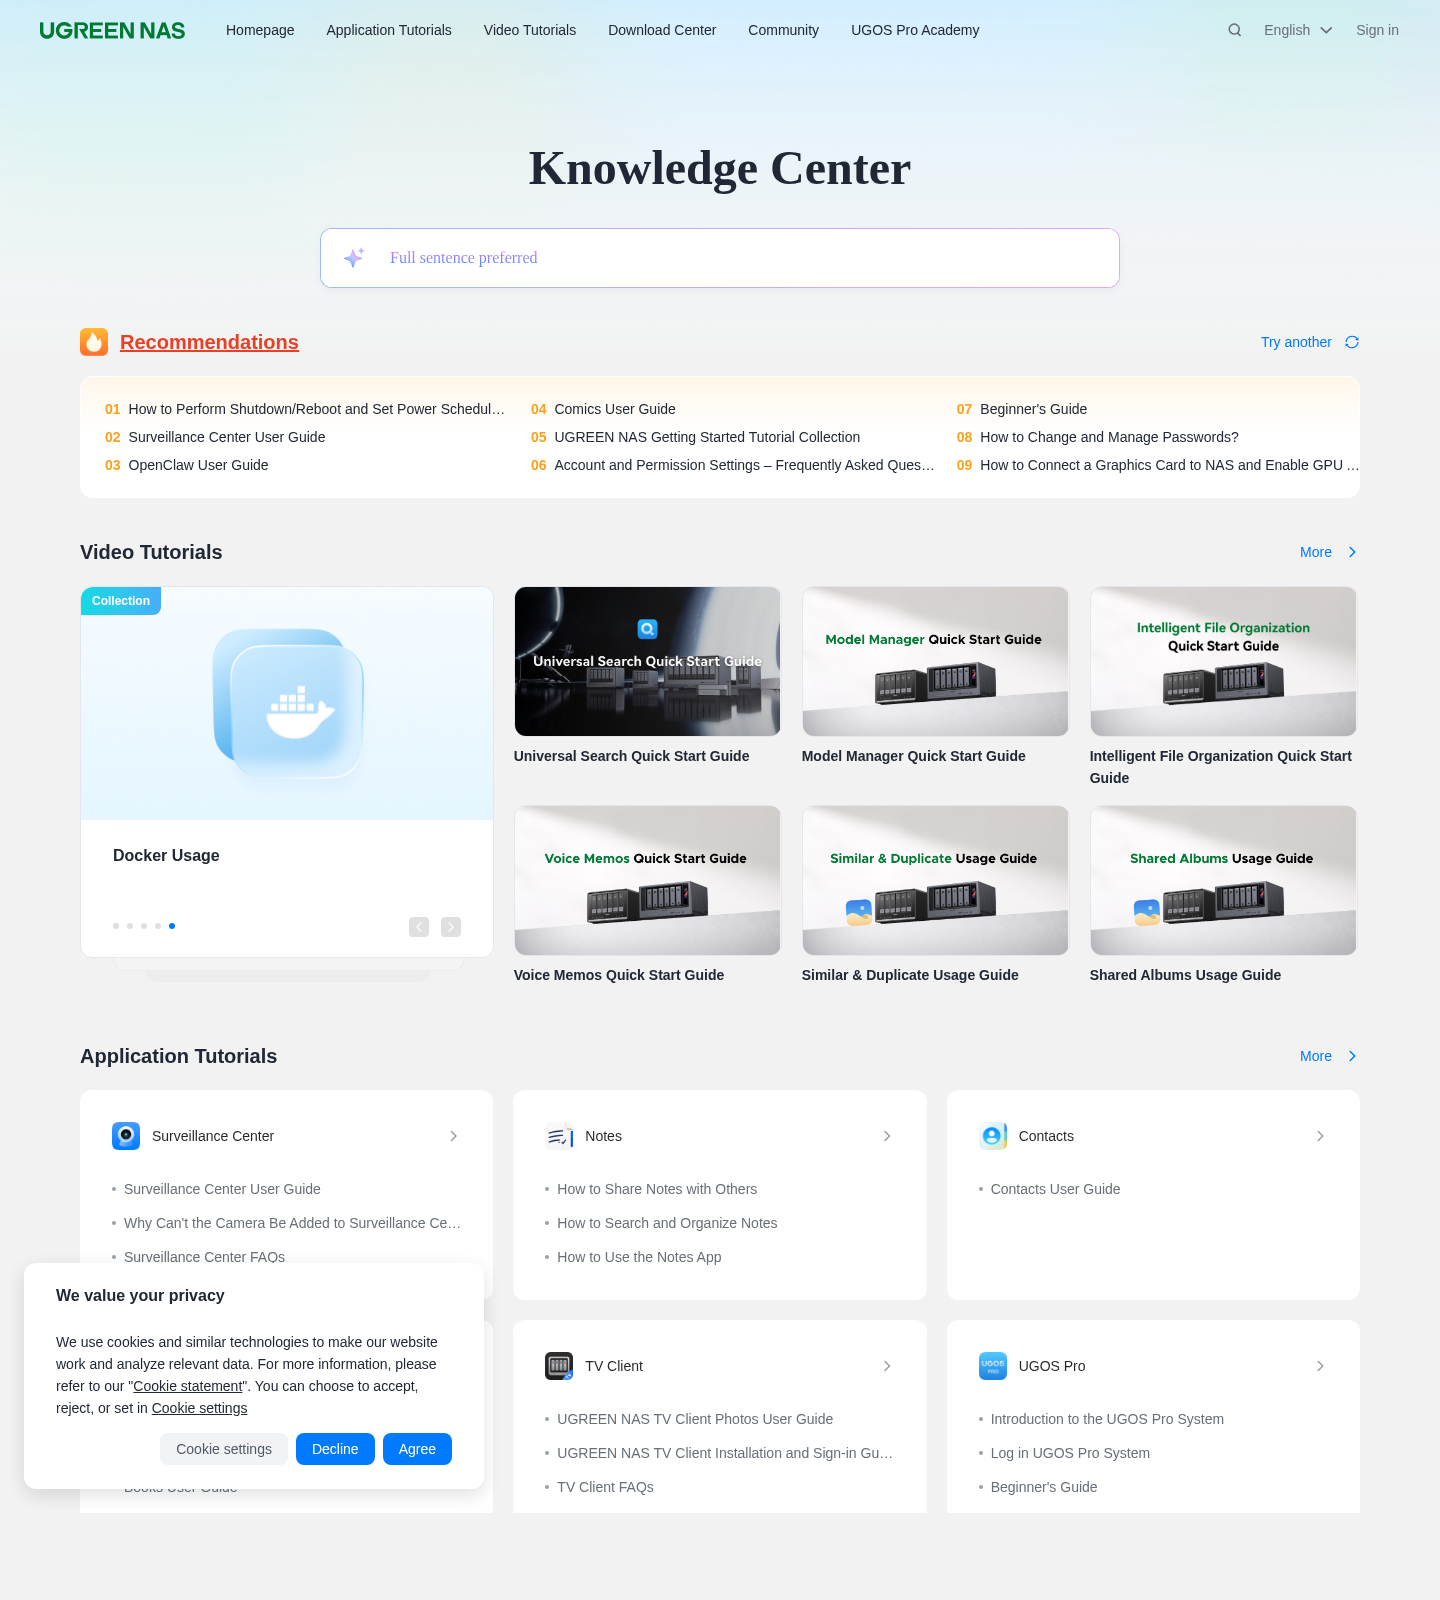 UGREEN NAS
Homepage
Application Tutorials
Video Tutorials
Download Center
Community
UGOS Pro Academy
English
Sign in
Knowledge Center
Full sentence preferred
Recommendations
Try another
01 How to Perform Shutdown/Reboot and Set Power Schedul…
02 Surveillance Center User Guide
03 OpenClaw User Guide
04 Comics User Guide
05 UGREEN NAS Getting Started Tutorial Collection
06 Account and Permission Settings – Frequently Asked Ques…
07 Beginner's Guide
08 How to Change and Manage Passwords?
09 How to Connect a Graphics Card to NAS and Enable GPU …
Video Tutorials
More
Collection
Docker Usage
Universal Search Quick Start Guide
Universal Search Quick Start Guide
Model Manager Quick Start Guide
Model Manager Quick Start Guide
Intelligent File Organization
Quick Start Guide
Intelligent File Organization Quick Start
Guide
Voice Memos Quick Start Guide
Voice Memos Quick Start Guide
Similar & Duplicate Usage Guide
Similar & Duplicate Usage Guide
Shared Albums Usage Guide
Shared Albums Usage Guide
Application Tutorials
More
Surveillance Center
Surveillance Center User Guide
Why Can't the Camera Be Added to Surveillance Ce…
Surveillance Center FAQs
Notes
How to Share Notes with Others
How to Search and Organize Notes
How to Use the Notes App
Contacts
Contacts User Guide
Books User Guide
TV Client
UGREEN NAS TV Client Photos User Guide
UGREEN NAS TV Client Installation and Sign-in Gu…
TV Client FAQs
UGOS
PRO
UGOS Pro
Introduction to the UGOS Pro System
Log in UGOS Pro System
Beginner's Guide
We value your privacy
We use cookies and similar technologies to make our website
work and analyze relevant data. For more information, please
refer to our "Cookie statement". You can choose to accept,
reject, or set in Cookie settings
Cookie settings
Decline
Agree